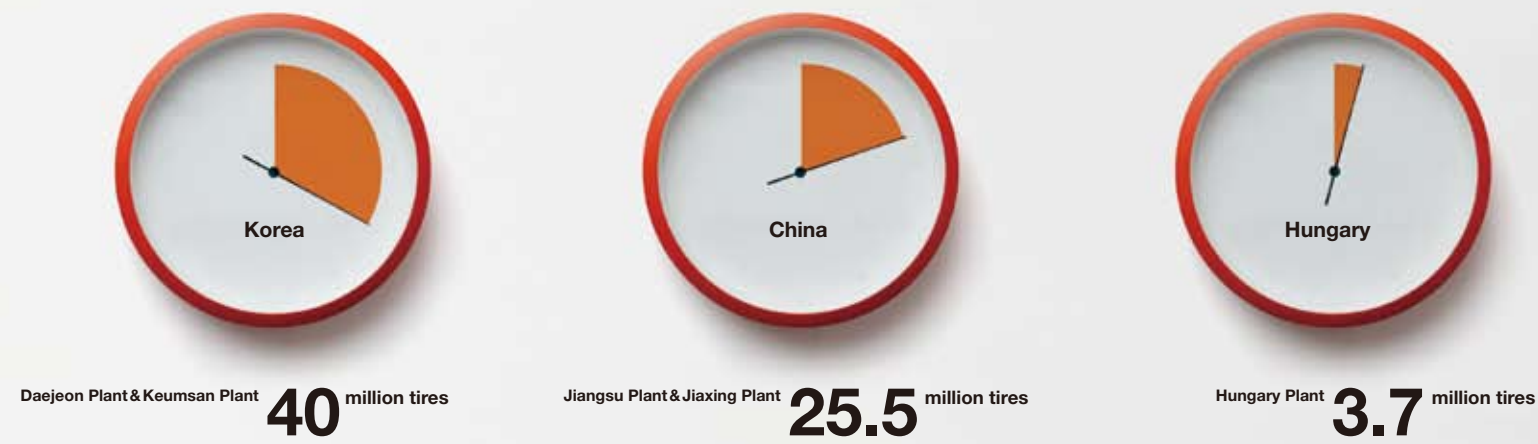 Korea
China
Hungary
Daejeon Plant & Keumsan Plant 40 million tires
Jiangsu Plant & Jiaxing Plant 25.5 million tires
Hungary Plant 3.7 million tires